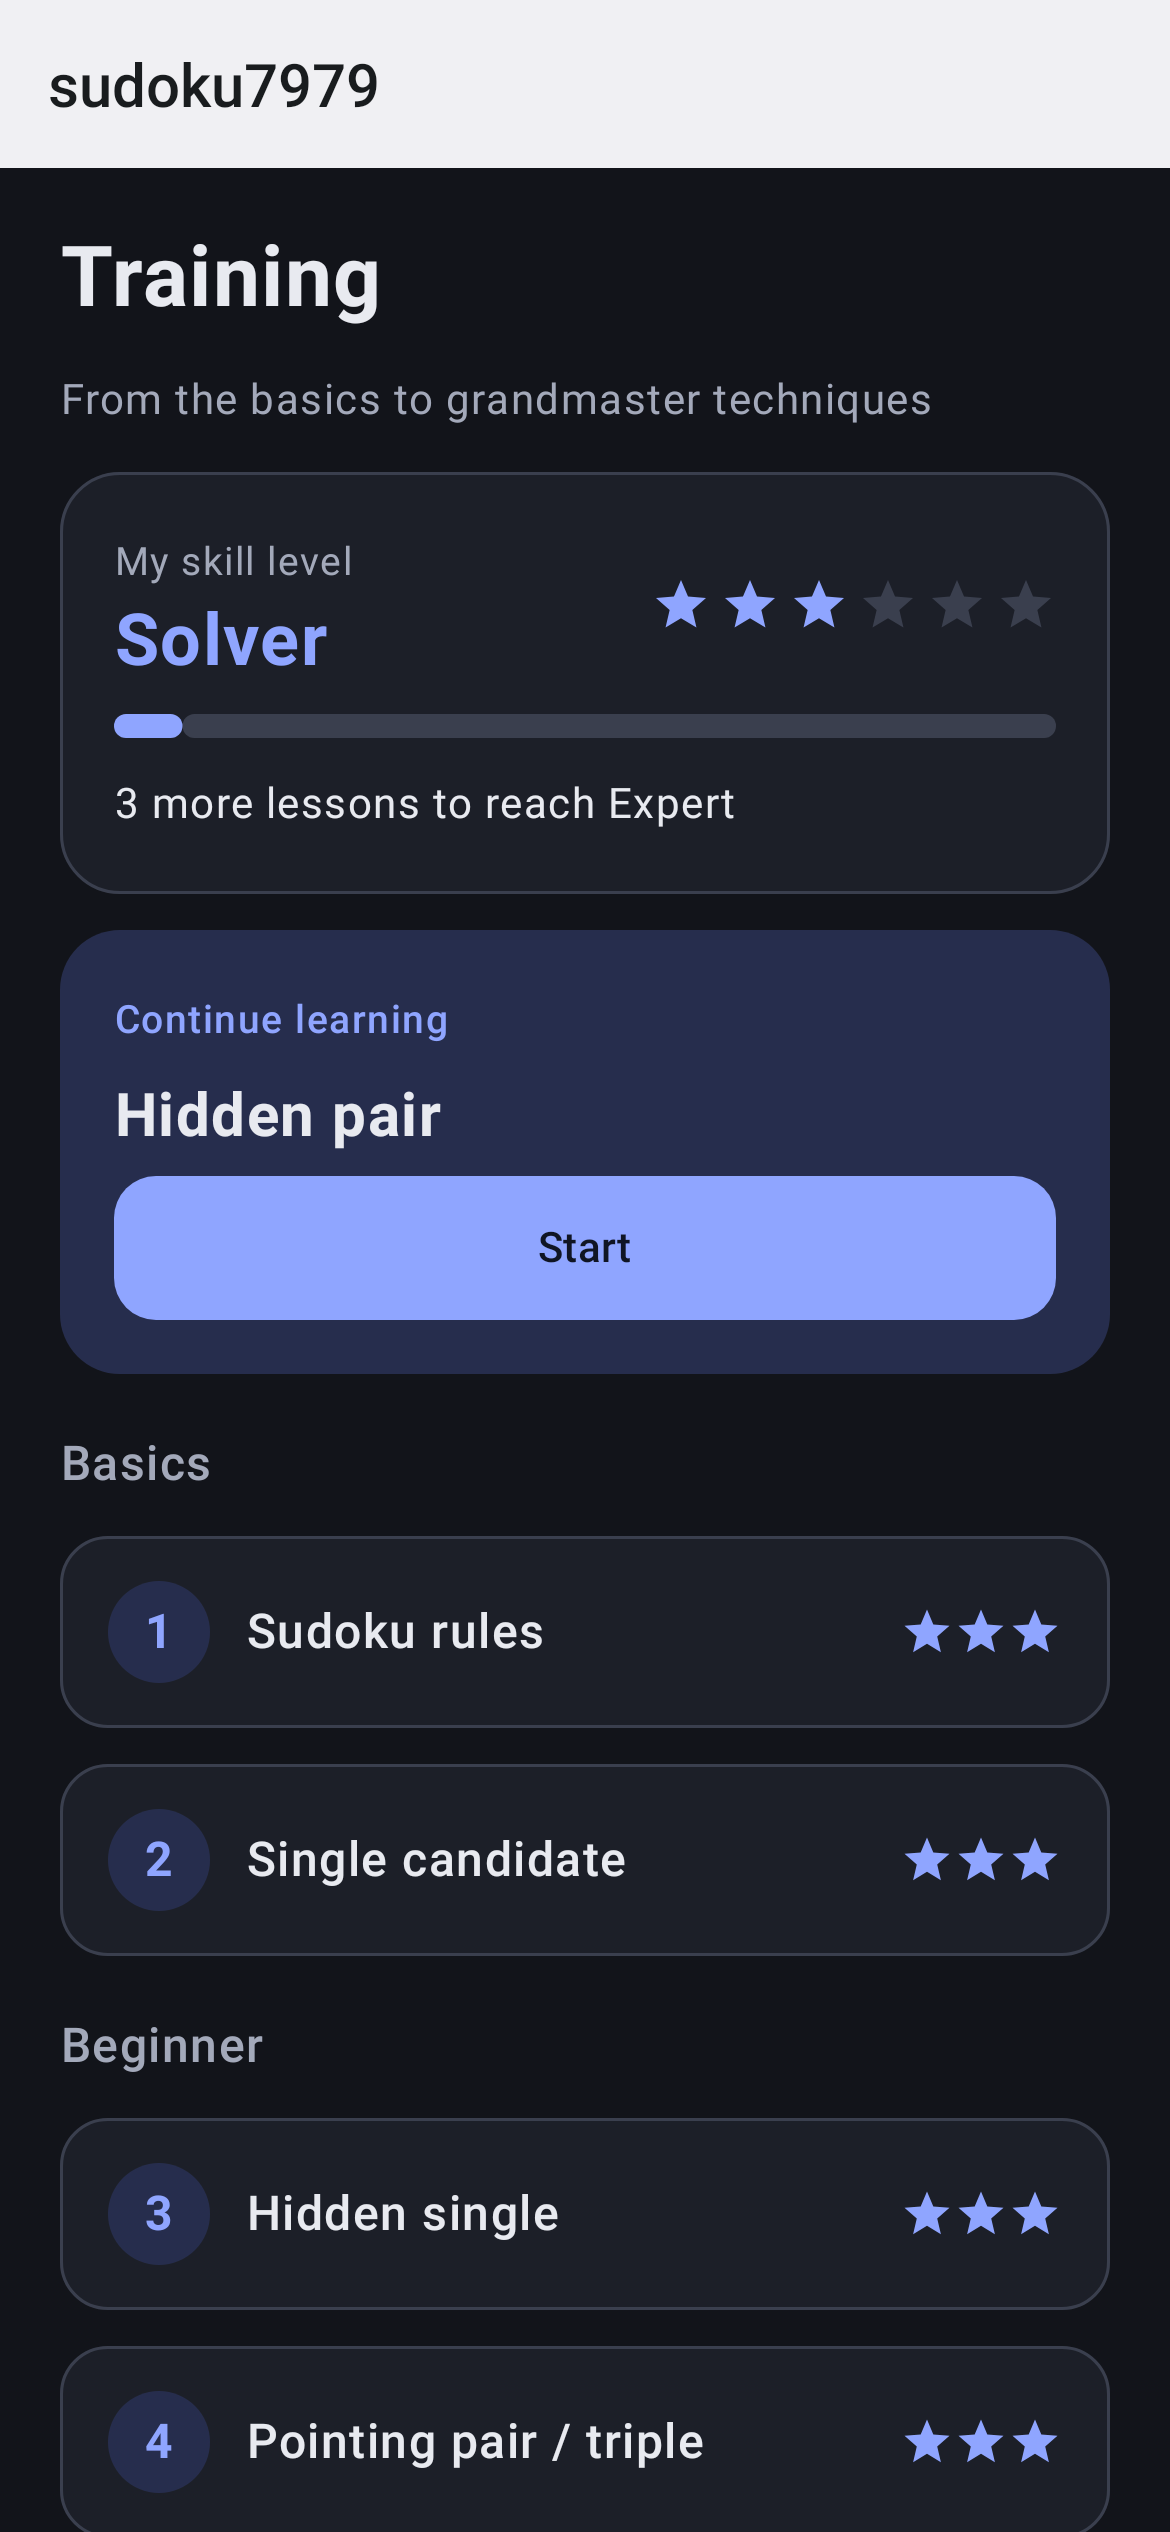 sudoku7979
Training
From the basics to grandmaster techniques
My skill level
Solver
3 more lessons to reach Expert
Continue learning
Hidden pair
Start
Basics
1 Sudoku rules
2 Single candidate
Beginner
3 Hidden single
4 Pointing pair / triple